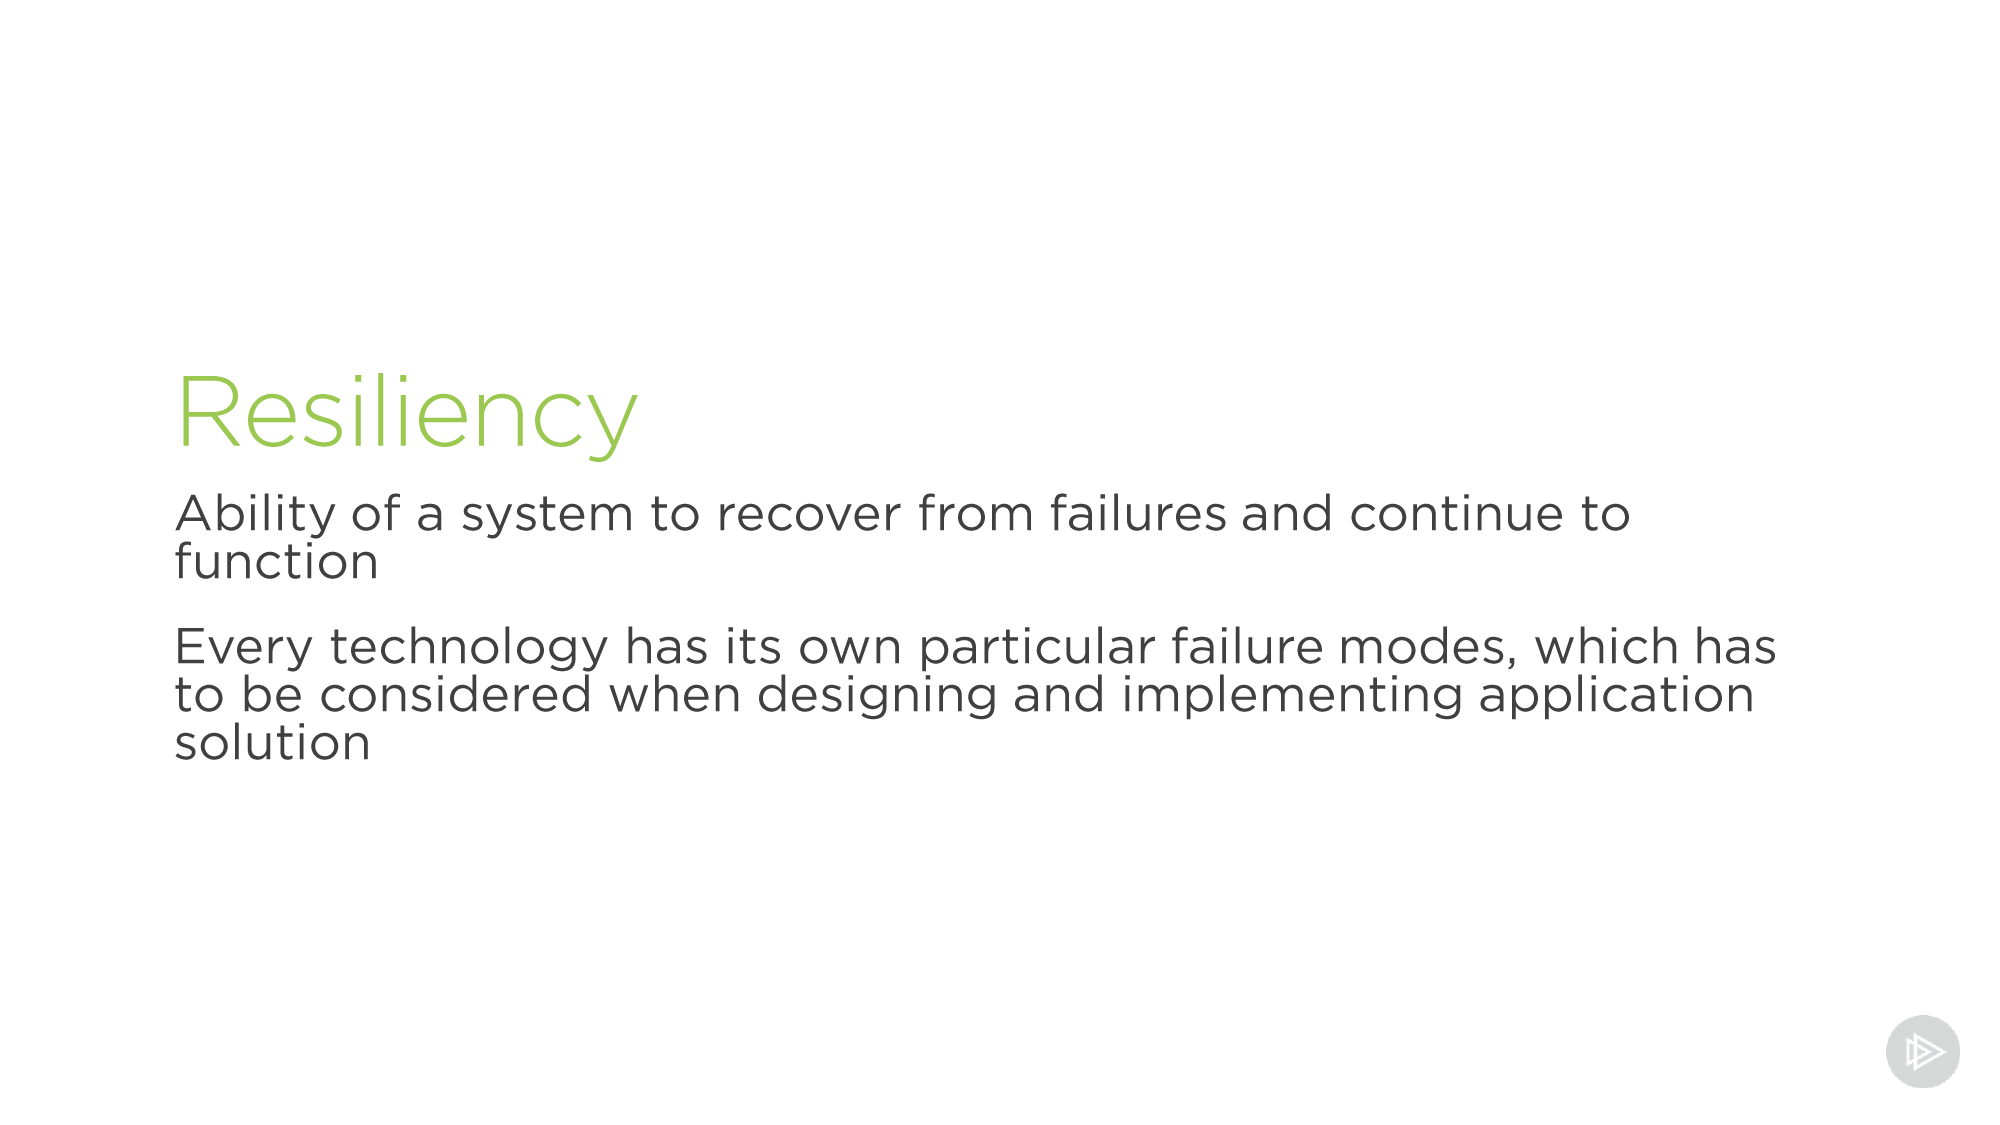 Resiliency
Ability of a system to recover from failures and continue to
function
Every technology has its own particular failure modes, which has
to be considered when designing and implementing application
solution